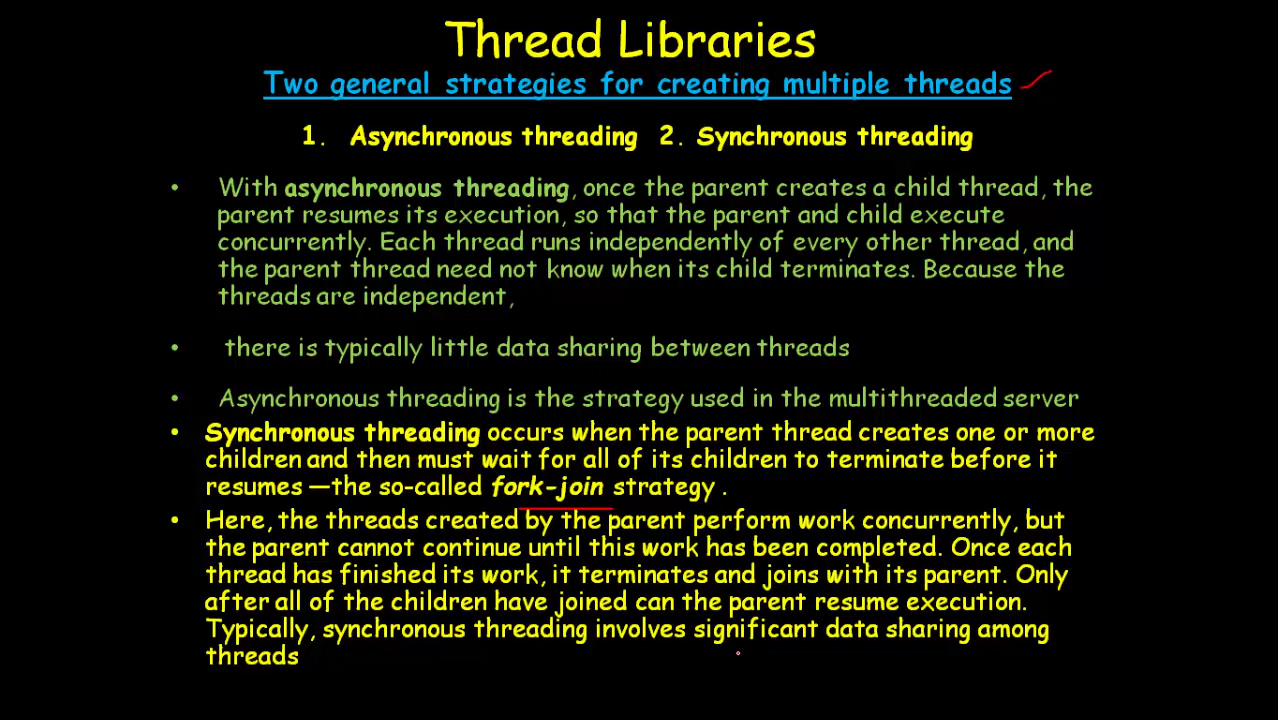 Thread Libraries
Two general strategies for creating multiple threads
1. Asynchronous threading 2. Synchronous threading
• With asynchronous threading, once the parent creates a child thread, the
parent resumes its execution, so that the parent and child execute
concurrently. Each thread runs independently of every other thread, and
the parent thread need not know when its child terminates. Because the
threads are independent,
• there is typically little data sharing between threads
• Asynchronous threading is the strategy used in the multithreaded server
• Synchronous threading occurs when the parent thread creates one or more
children and then must wait for all of its children to terminate before it
resumes —the so-called fork-join strategy .
• Here, the threads created by the parent perform work concurrently, but
the parent cannot continue until this work has been completed. Once each
thread has finished its work, it terminates and joins with its parent. Only
after all of the children have joined can the parent resume execution.
Typically, synchronous threading involves significant data sharing among
threads